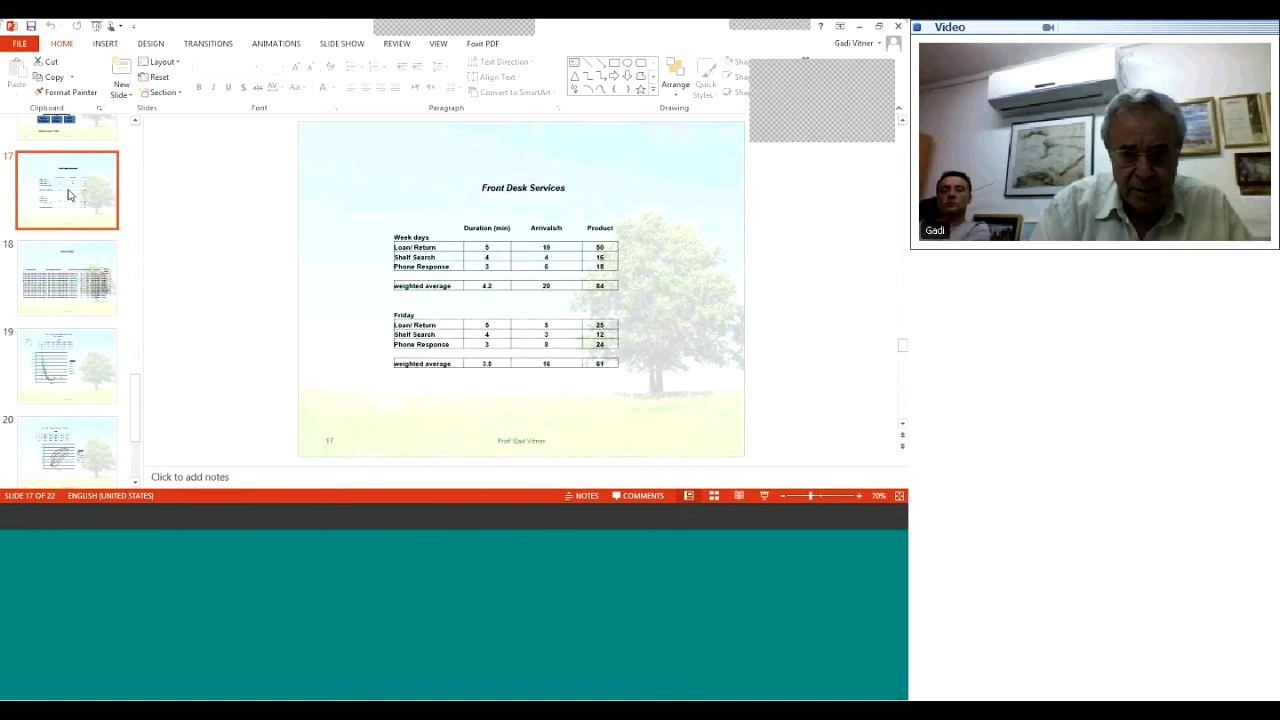 FILE HOME INSERT DESIGN TRANSITIONS ANIMATIONS SLIDE SHOW REVIEW VIEW Foxit PDF
Gadi Vitner
Paste
Cut
Copy
Format Painter
Clipboard
New Slide
Layout
Reset
Section
Slides
B I U S abc AV Aa A
Font
Text Direction
Align Text
Convert to SmartArt
Paragraph
Arrange
Quick Styles
Drawing
Video
Gadi
17
18
19
20
Front Desk Services
Duration (min) Arrivals/h Product
Week days
Loan/ Return 5 10 50
Shelf Search 4 4 16
Phone Response 3 6 18
weighted average 4.2 20 84
Friday
Loan/ Return 5 5 25
Shelf Search 4 3 12
Phone Response 3 8 24
weighted average 3.8 16 61
17 Prof. Gad Vitner
Click to add notes
SLIDE 17 OF 22 ENGLISH (UNITED STATES) NOTES COMMENTS 70%